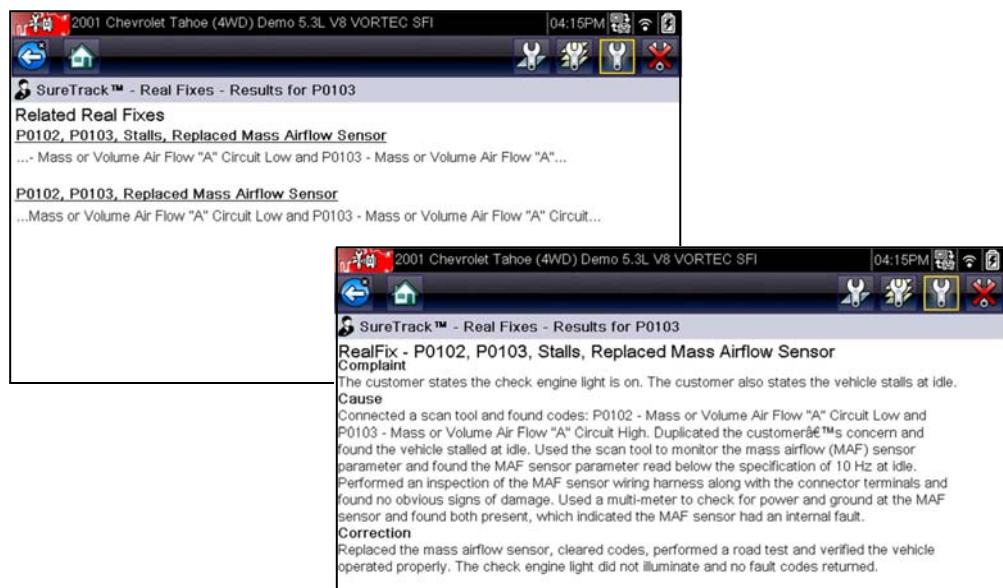 2001 Chevrolet Tahoe (4WD) Demo 5.3L V8 VORTEC SFI 04:15PM
SureTrack™ - Real Fixes - Results for P0103
Related Real Fixes
P0102, P0103, Stalls, Replaced Mass Airflow Sensor
...- Mass or Volume Air Flow "A" Circuit Low and P0103 - Mass or Volume Air Flow "A"...
P0102, P0103, Replaced Mass Airflow Sensor
...Mass or Volume Air Flow "A" Circuit Low and P0103 - Mass or Volume Air Flow "A" Circuit...
2001 Chevrolet Tahoe (4WD) Demo 5.3L V8 VORTEC SFI 04:15PM
SureTrack™ - Real Fixes - Results for P0103
RealFix - P0102, P0103, Stalls, Replaced Mass Airflow Sensor
Complaint
The customer states the check engine light is on. The customer also states the vehicle stalls at idle.
Cause
Connected a scan tool and found codes: P0102 - Mass or Volume Air Flow "A" Circuit Low and
P0103 - Mass or Volume Air Flow "A" Circuit High. Duplicated the customerâ€™s concern and
found the vehicle stalled at idle. Used the scan tool to monitor the mass airflow (MAF) sensor
parameter and found the MAF sensor parameter read below the specification of 10 Hz at idle.
Performed an inspection of the MAF sensor wiring harness along with the connector terminals and
found no obvious signs of damage. Used a multi-meter to check for power and ground at the MAF
sensor and found both present, which indicated the MAF sensor had an internal fault.
Correction
Replaced the mass airflow sensor, cleared codes, performed a road test and verified the vehicle
operated properly. The check engine light did not illuminate and no fault codes returned.